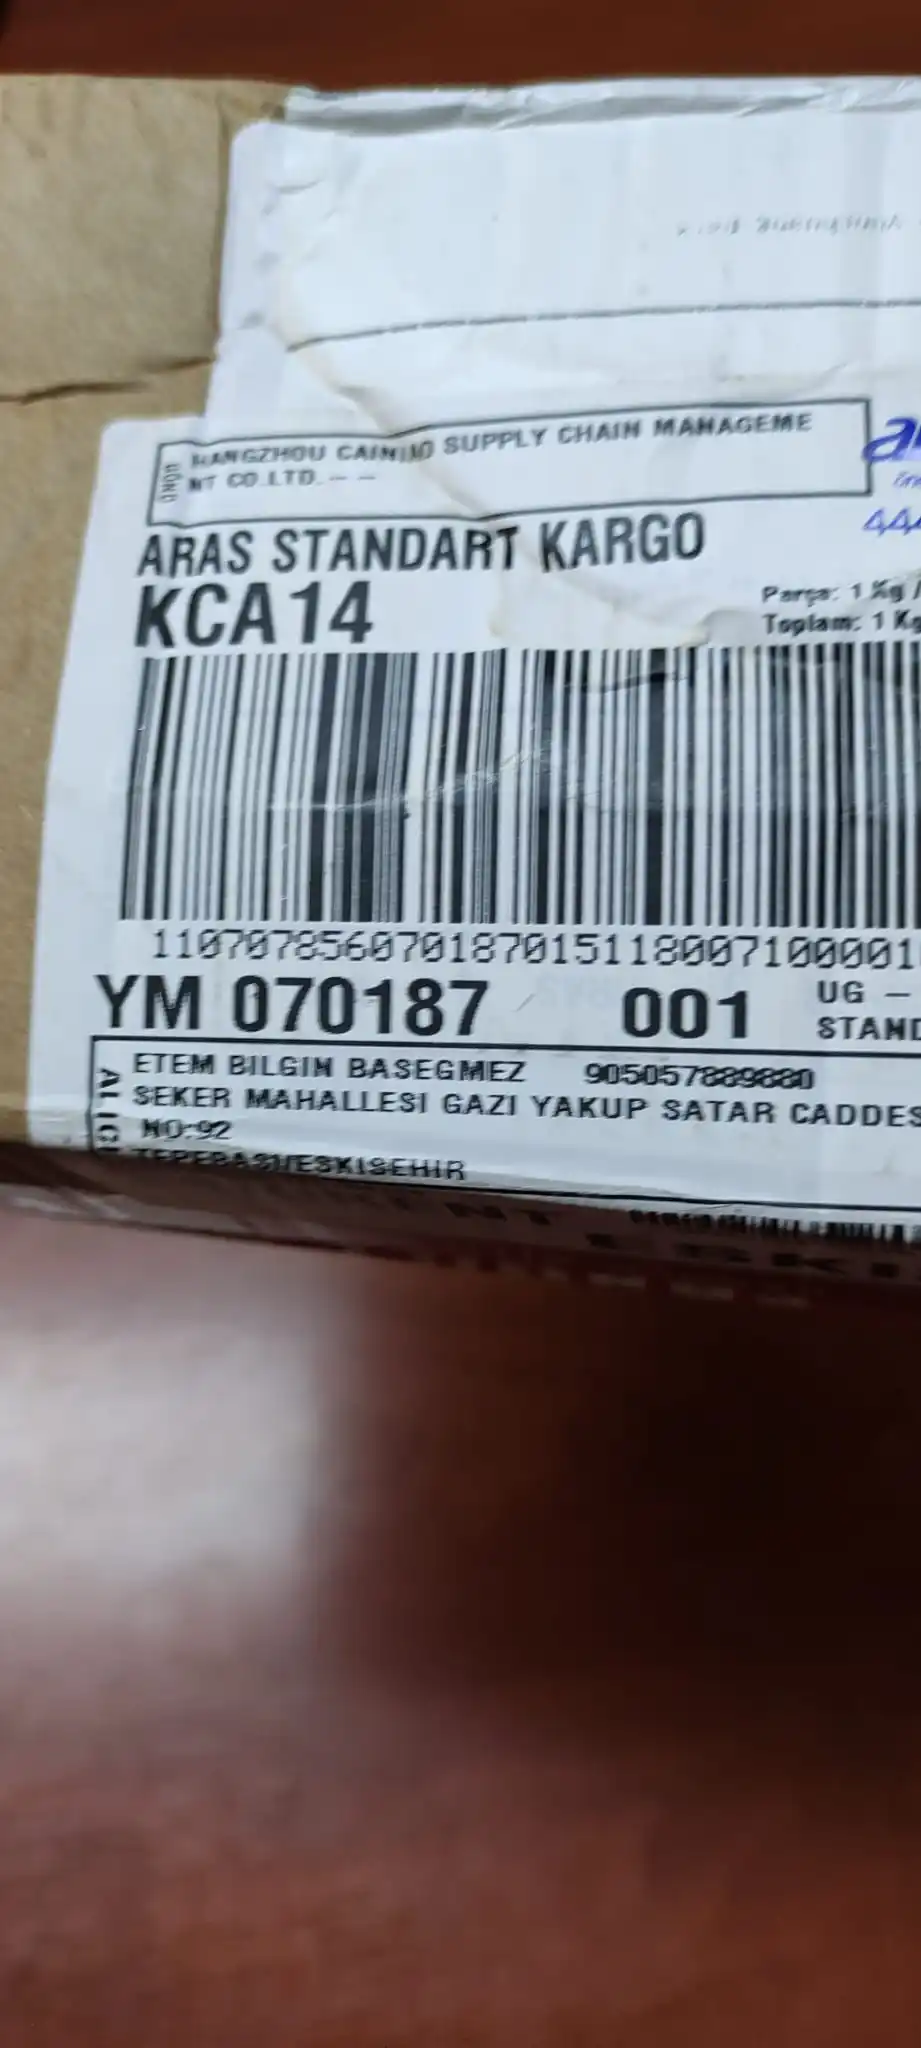 HANGZHOU CAINIAO SUPPLY CHAIN MANAGEME
NT CO.LTD. - -
ARAS STANDART KARGO
KCA14
Parça: 1 Kg /
Toplam: 1 Kg
444
110707856070187015118007100001
YM 070187 001
UG -
STAND
ETEM BILGIN BASEGMEZ 905057889880
SEKER MAHALLESI GAZI YAKUP SATAR CADDES
NO:92
TEPEBASI/ESKISEHIR
ALICI